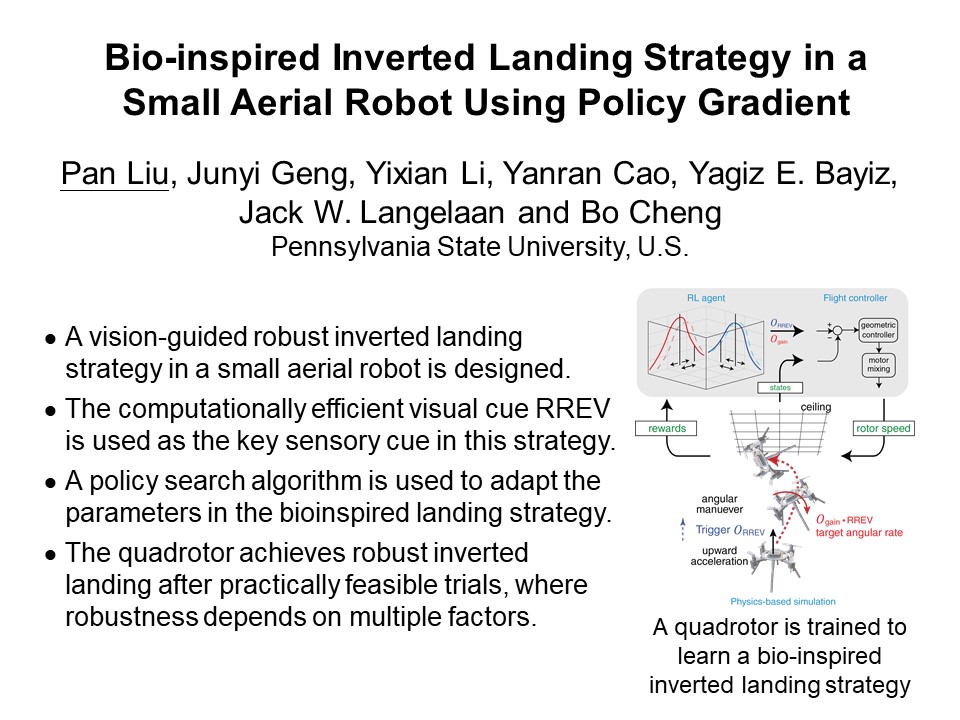 Bio-inspired Inverted Landing Strategy in a
Small Aerial Robot Using Policy Gradient
Pan Liu, Junyi Geng, Yixian Li, Yanran Cao, Yagiz E. Bayiz,
Jack W. Langelaan and Bo Cheng
Pennsylvania State University, U.S.
● A vision-guided robust inverted landing
strategy in a small aerial robot is designed.
● The computationally efficient visual cue RREV
is used as the key sensory cue in this strategy.
● A policy search algorithm is used to adapt the
parameters in the bioinspired landing strategy.
● The quadrotor achieves robust inverted
landing after practically feasible trials, where
robustness depends on multiple factors.
RL agent
Flight controller
O RREV
O gain
+
−
geometric
controller
motor
mixing
states
ceiling
rewards
rotor speed
angular
manuever
Trigger O RREV
upward
acceleration
O gain • RREV
target angular rate
Physics-based simulation
A quadrotor is trained to
learn a bio-inspired
inverted landing strategy